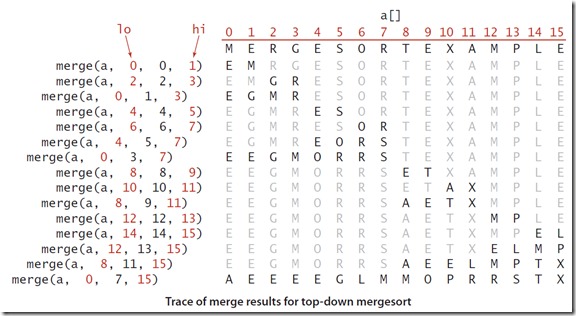 a[]
lo hi 0 1 2 3 4 5 6 7 8 9 10 11 12 13 14 15
M E R G E S O R T E X A M P L E
merge(a, 0, 0, 1) E M R G E S O R T E X A M P L E
merge(a, 2, 2, 3) E M G R E S O R T E X A M P L E
merge(a, 0, 1, 3) E G M R E S O R T E X A M P L E
merge(a, 4, 4, 5) E G M R E S O R T E X A M P L E
merge(a, 6, 6, 7) E G M R E S O R T E X A M P L E
merge(a, 4, 5, 7) E G M R E O R S T E X A M P L E
merge(a, 0, 3, 7) E E G M O R R S T E X A M P L E
merge(a, 8, 8, 9) E E G M O R R S E T X A M P L E
merge(a, 10, 10, 11) E E G M O R R S E T A X M P L E
merge(a, 8, 9, 11) E E G M O R R S A E T X M P L E
merge(a, 12, 12, 13) E E G M O R R S A E T X M P L E
merge(a, 14, 14, 15) E E G M O R R S A E T X M P E L
merge(a, 12, 13, 15) E E G M O R R S A E T X E L M P
merge(a, 8, 11, 15) E E G M O R R S A E E L M P T X
merge(a, 0, 7, 15) A E E E E G L M M O P R R S T X
Trace of merge results for top-down mergesort